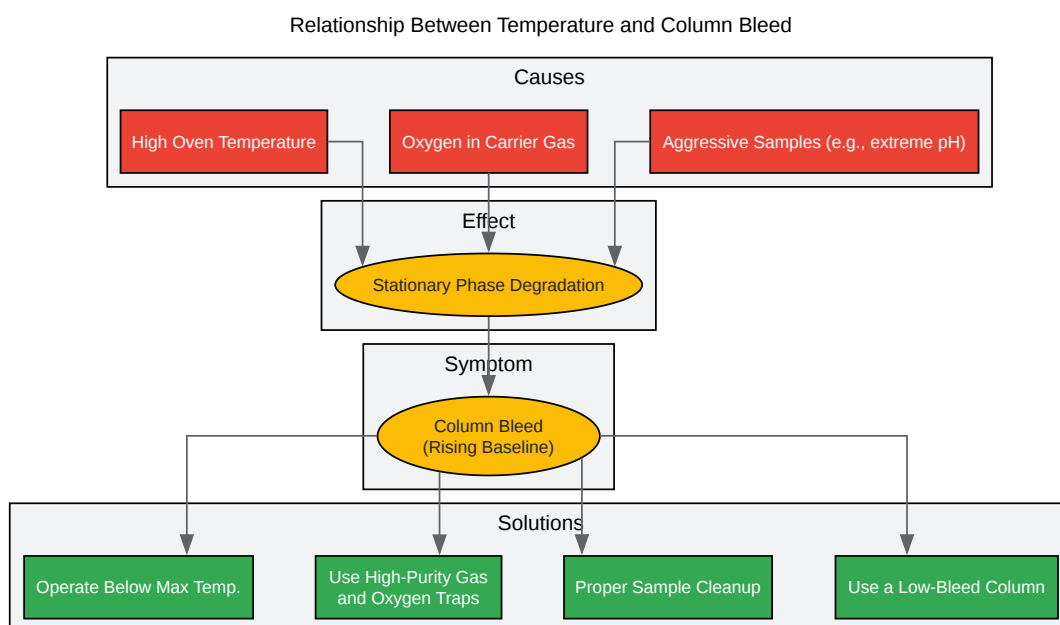 Relationship Between Temperature and Column Bleed
Causes
High Oven Temperature
Oxygen in Carrier Gas
Aggressive Samples (e.g., extreme pH)
Effect
Stationary Phase Degradation
Symptom
Column Bleed
(Rising Baseline)
Solutions
Operate Below Max Temp.
Use High-Purity Gas
and Oxygen Traps
Proper Sample Cleanup
Use a Low-Bleed Column